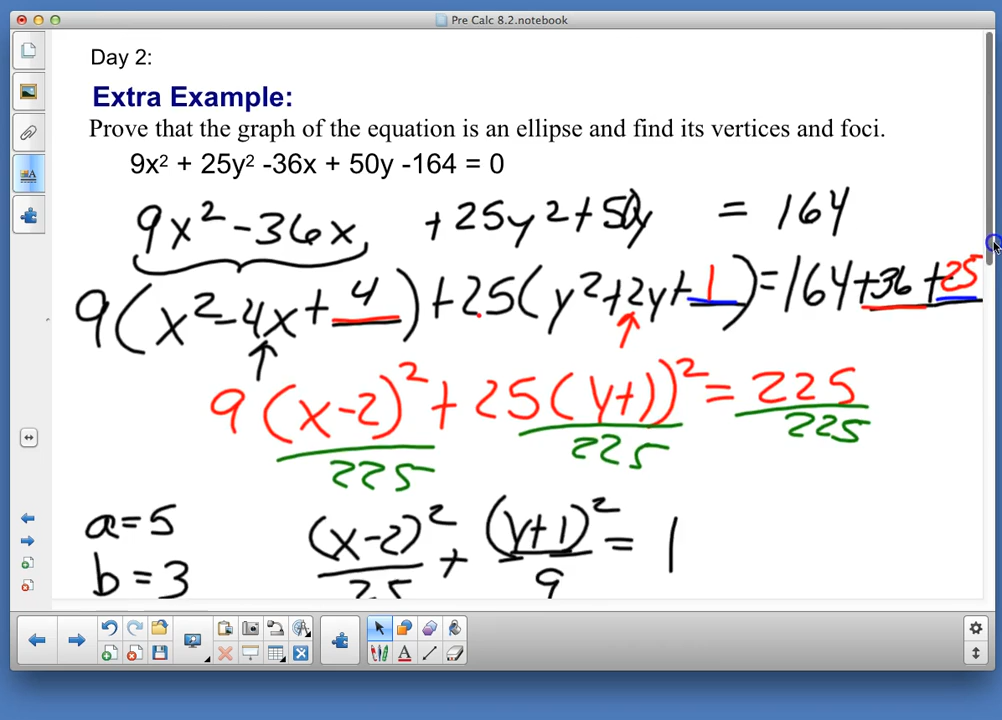 Pre Calc 8.2.notebook
Day 2:
Extra Example:
Prove that the graph of the equation is an ellipse and find its vertices and foci.
9x² + 25y² -36x + 50y -164 = 0
9x² -36x +25y² +50y = 164
9(x²-4x+4)+25(y²+2y+1)=164+36+25
9(x-2)²+25(y+1)²=225
225 225 225
a=5 (x-2)² + (y+1)² = 1
b=3 25 9